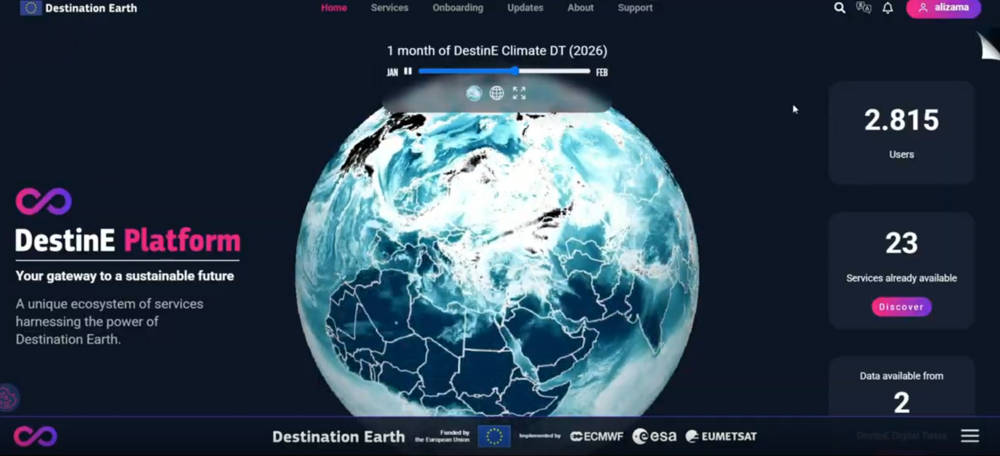 Destination Earth
Home Services Onboarding Updates About Support
alizama
1 month of DestinE Climate DT (2026)
JAN FEB
2.815
Users
DestinE Platform
Your gateway to a sustainable future
A unique ecosystem of services
harnessing the power of
Destination Earth.
23
Services already available
Discover
Data available from
2
DestinE Digital Twins
Destination Earth
Funded by
the European Union
Implemented by
ECMWF
esa
EUMETSAT